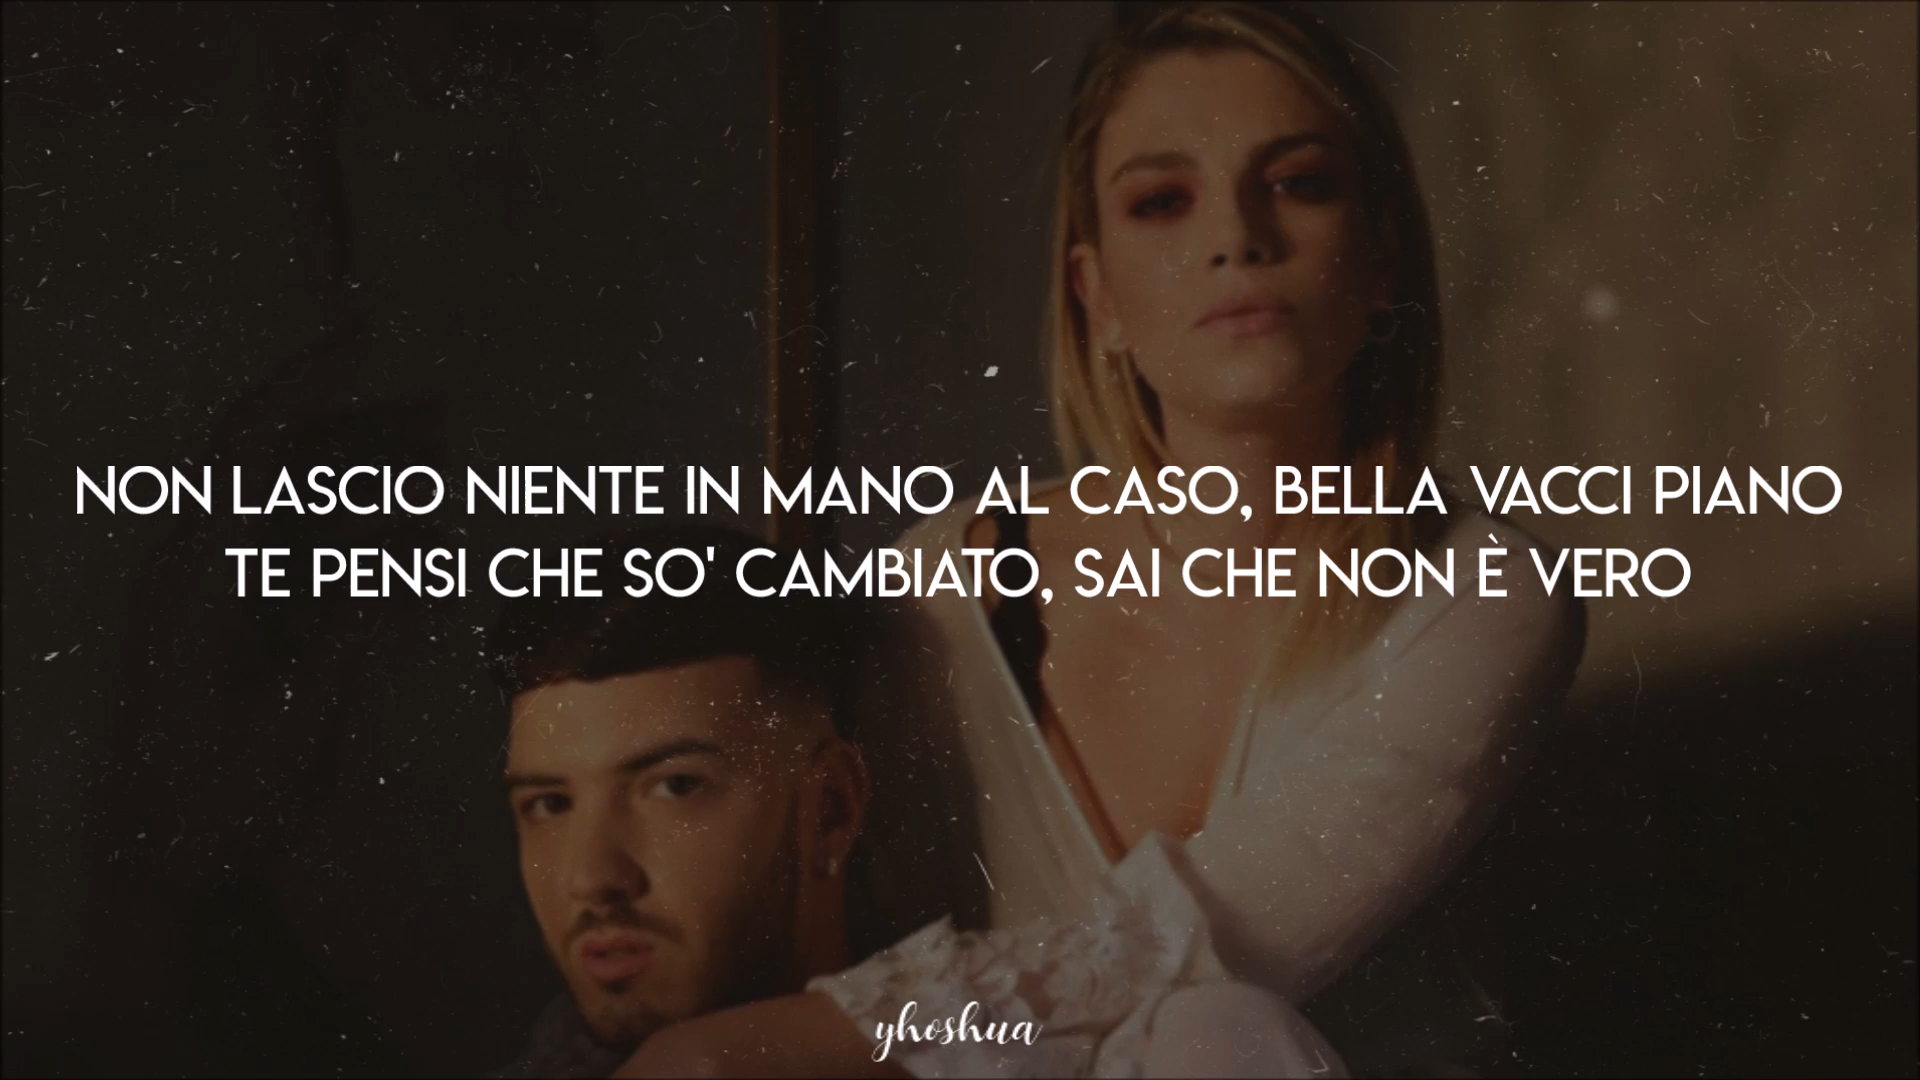 NON LASCIO NIENTE IN MANO AL CASO, BELLA VACCI PIANO
TE PENSI CHE SO' CAMBIATO, SAI CHE NON È VERO
yhoshua